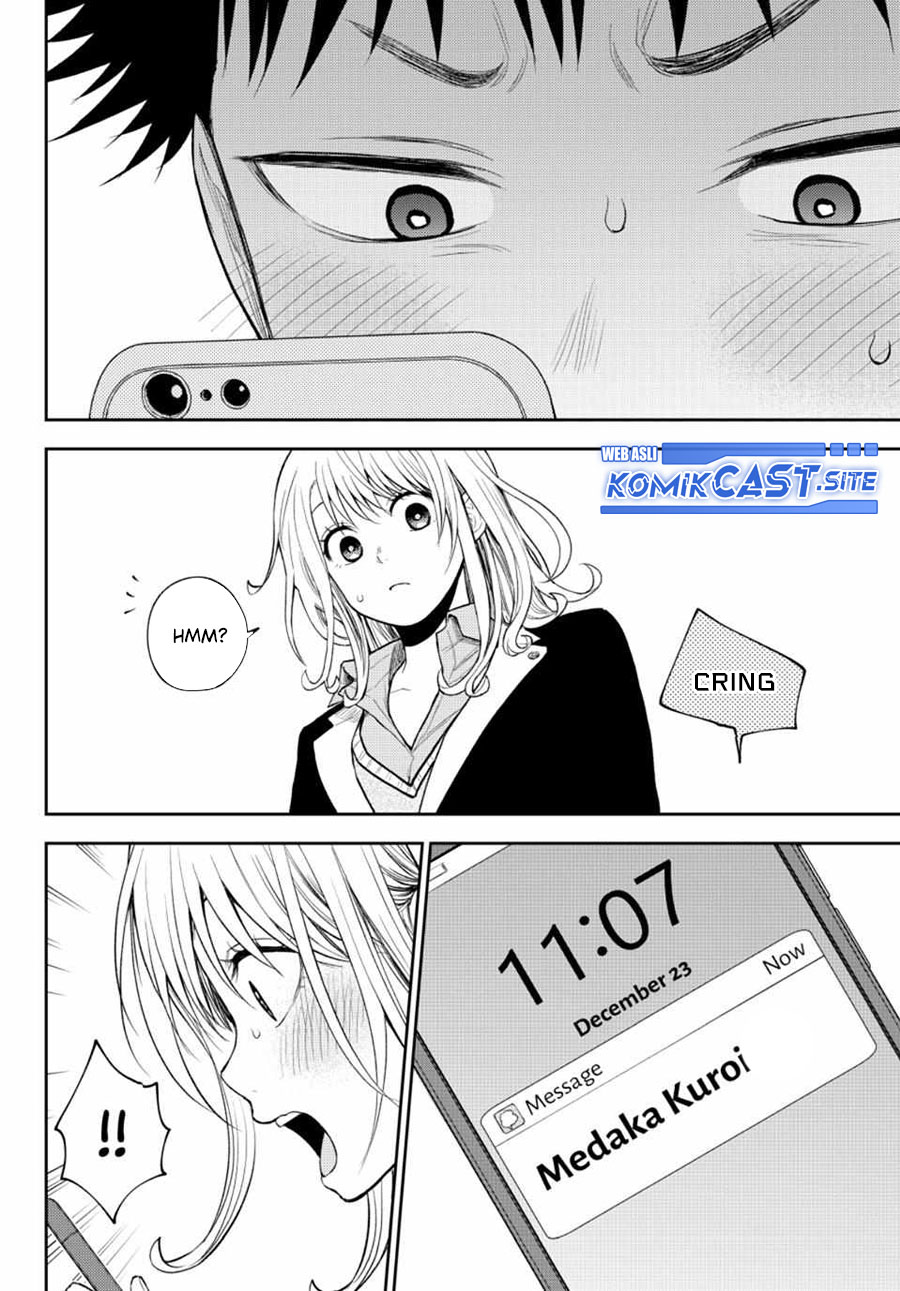 WEB ASLI
KOMIKCAST.SITE
HMM?
CRING
11:07
December 23
Now
Message
Medaka Kuroi
!!